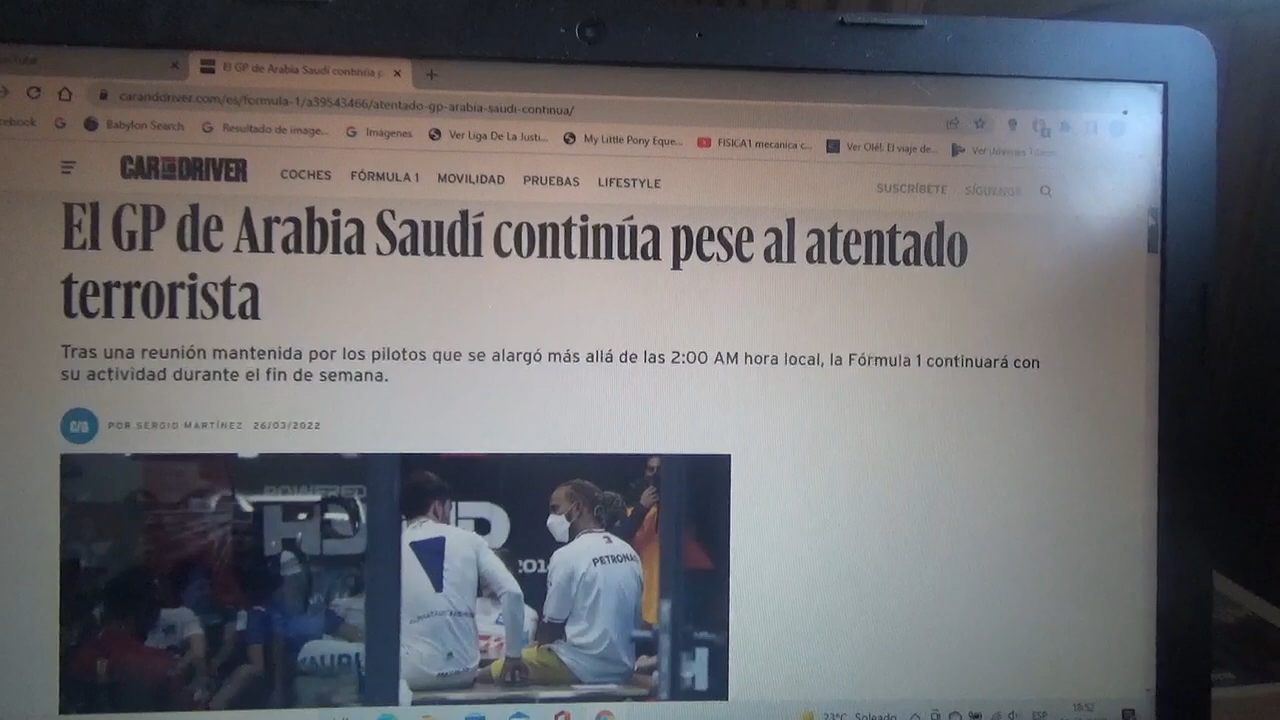 El GP de Arabia Saudí continúa p
caranddriver.com/es/formula-1/a39543466/atentado-gp-arabia-saudi-continua/
cebook Babylon Search Resultado de image... Imágenes Ver Liga De La Justi... My Little Pony Eque... FISICA1 mecanica c... Ver Olé!. El viaje de...
CAR AND DRIVER COCHES FÓRMULA 1 MOVILIDAD PRUEBAS LIFESTYLE SUSCRÍBETE SÍGUENOS
El GP de Arabia Saudí continúa pese al atentado
terrorista
Tras una reunión mantenida por los pilotos que se alargó más allá de las 2:00 AM hora local, la Fórmula 1 continuará con
su actividad durante el fin de semana.
C/D POR SERGIO MARTÍNEZ 26/03/2022
POWERED
PETRONAS
23°C Soleado ESP 16:52